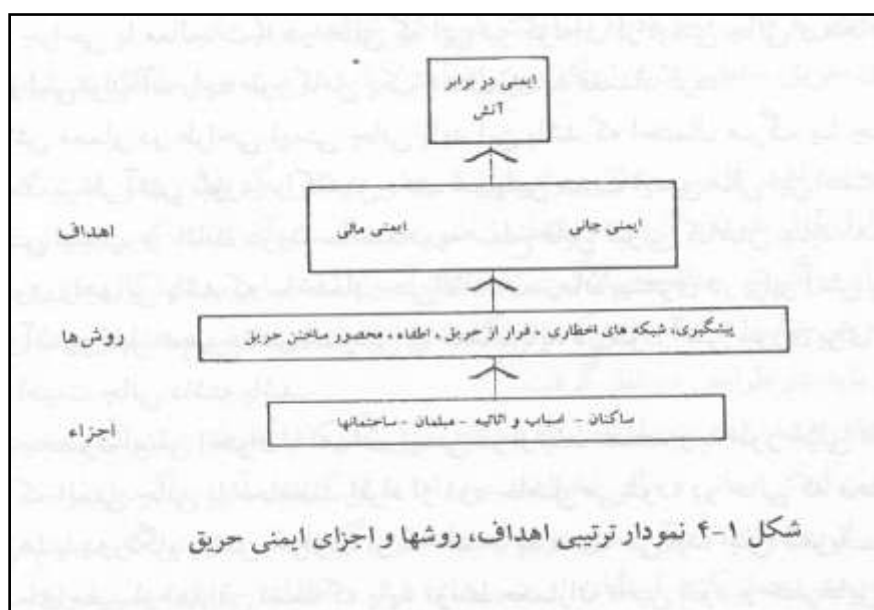 ایمنی در برابر
آتش
اهداف
ایمنی جانی ایمنی مالی
روش‌ها
پیشگیری، شبکه های اخطاری - فرار از حریق - اطفاء - محصور ساختن حریق
اجزاء
ساکنان - اسباب و اثاثیه - مبلمان - ساختمانها
شکل ۱-۴ نمودار ترتیبی اهداف، روشها و اجزای ایمنی حریق